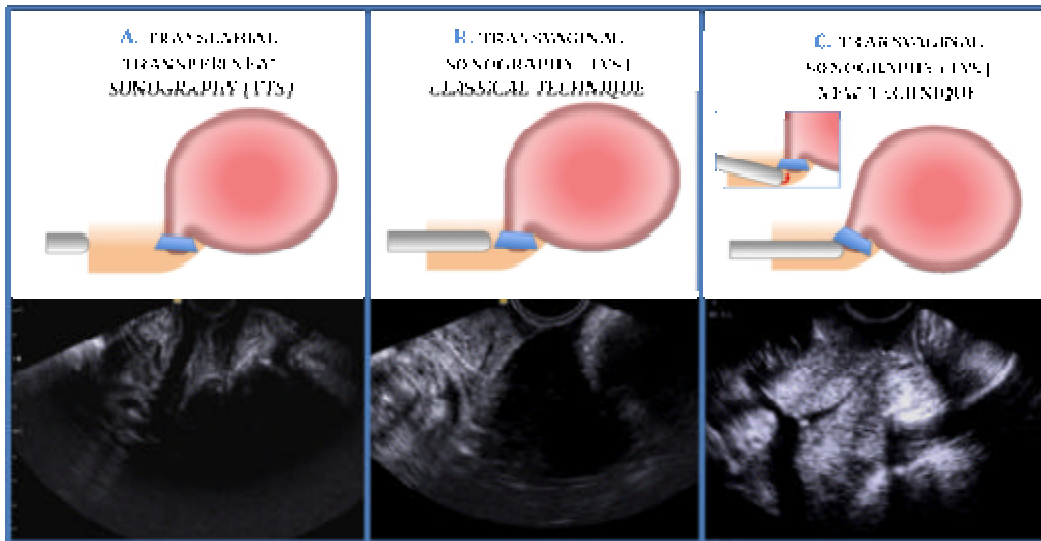 A. TRANSLABIAL
TRANSPERINEAL
SONOGRAPHY (TTS)
B. TRANSVAGINAL
SONOGRAPHY (TVS)
CLASSICAL TECHNIQUE
C. TRANSVAGINAL
SONOGRAPHY (TVS)
NEW TECHNIQUE